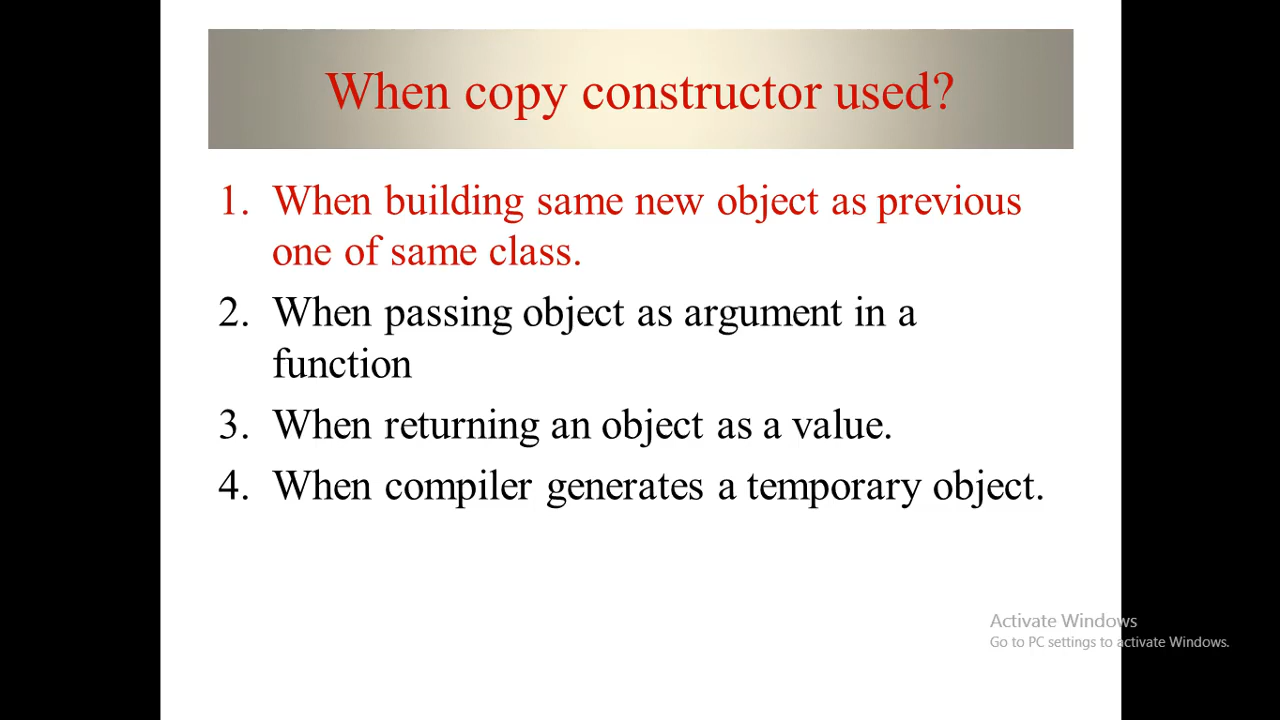 When copy constructor used?
1. When building same new object as previous
one of same class.
2. When passing object as argument in a
function
3. When returning an object as a value.
4. When compiler generates a temporary object.
Activate Windows
Go to PC settings to activate Windows.